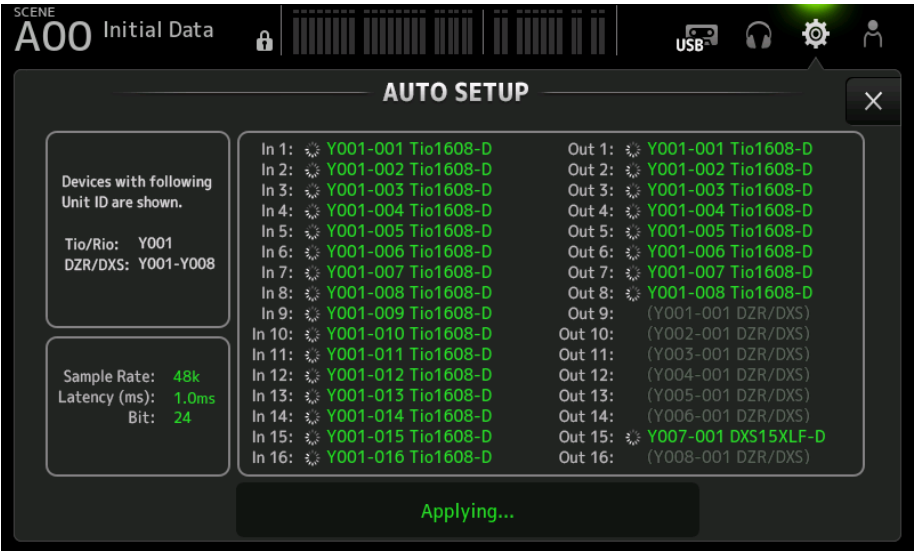 SCENE
A00 Initial Data
USB
AUTO SETUP
Devices with following
Unit ID are shown.
Tio/Rio: Y001
DZR/DXS: Y001-Y008
Sample Rate: 48k
Latency (ms): 1.0ms
Bit: 24
In 1: Y001-001 Tio1608-D
In 2: Y001-002 Tio1608-D
In 3: Y001-003 Tio1608-D
In 4: Y001-004 Tio1608-D
In 5: Y001-005 Tio1608-D
In 6: Y001-006 Tio1608-D
In 7: Y001-007 Tio1608-D
In 8: Y001-008 Tio1608-D
In 9: Y001-009 Tio1608-D
In 10: Y001-010 Tio1608-D
In 11: Y001-011 Tio1608-D
In 12: Y001-012 Tio1608-D
In 13: Y001-013 Tio1608-D
In 14: Y001-014 Tio1608-D
In 15: Y001-015 Tio1608-D
In 16: Y001-016 Tio1608-D
Out 1: Y001-001 Tio1608-D
Out 2: Y001-002 Tio1608-D
Out 3: Y001-003 Tio1608-D
Out 4: Y001-004 Tio1608-D
Out 5: Y001-005 Tio1608-D
Out 6: Y001-006 Tio1608-D
Out 7: Y001-007 Tio1608-D
Out 8: Y001-008 Tio1608-D
Out 9: (Y001-001 DZR/DXS)
Out 10: (Y002-001 DZR/DXS)
Out 11: (Y003-001 DZR/DXS)
Out 12: (Y004-001 DZR/DXS)
Out 13: (Y005-001 DZR/DXS)
Out 14: (Y006-001 DZR/DXS)
Out 15: Y007-001 DXS15XLF-D
Out 16: (Y008-001 DZR/DXS)
Applying...